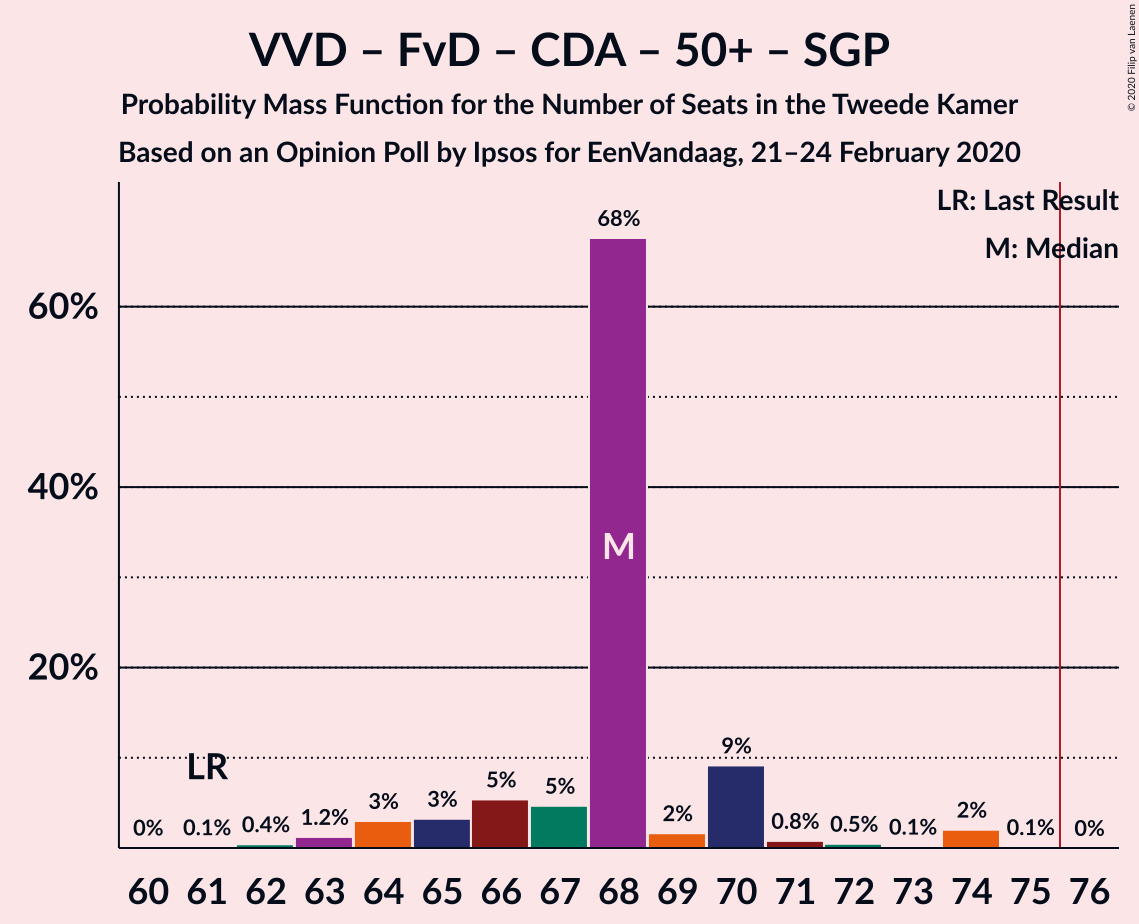 VVD – FvD – CDA – 50+ – SGP
Probability Mass Function for the Number of Seats in the Tweede Kamer
Based on an Opinion Poll by Ipsos for EenVandaag, 21–24 February 2020
© 2020 Filip van Laenen
LR: Last Result
M: Median
60%
40%
20%
0%
0.1%
0.4%
1.2%
3%
3%
5%
5%
68%
2%
9%
0.8%
0.5%
0.1%
2%
0.1%
0%
LR
M
60 61 62 63 64 65 66 67 68 69 70 71 72 73 74 75 76